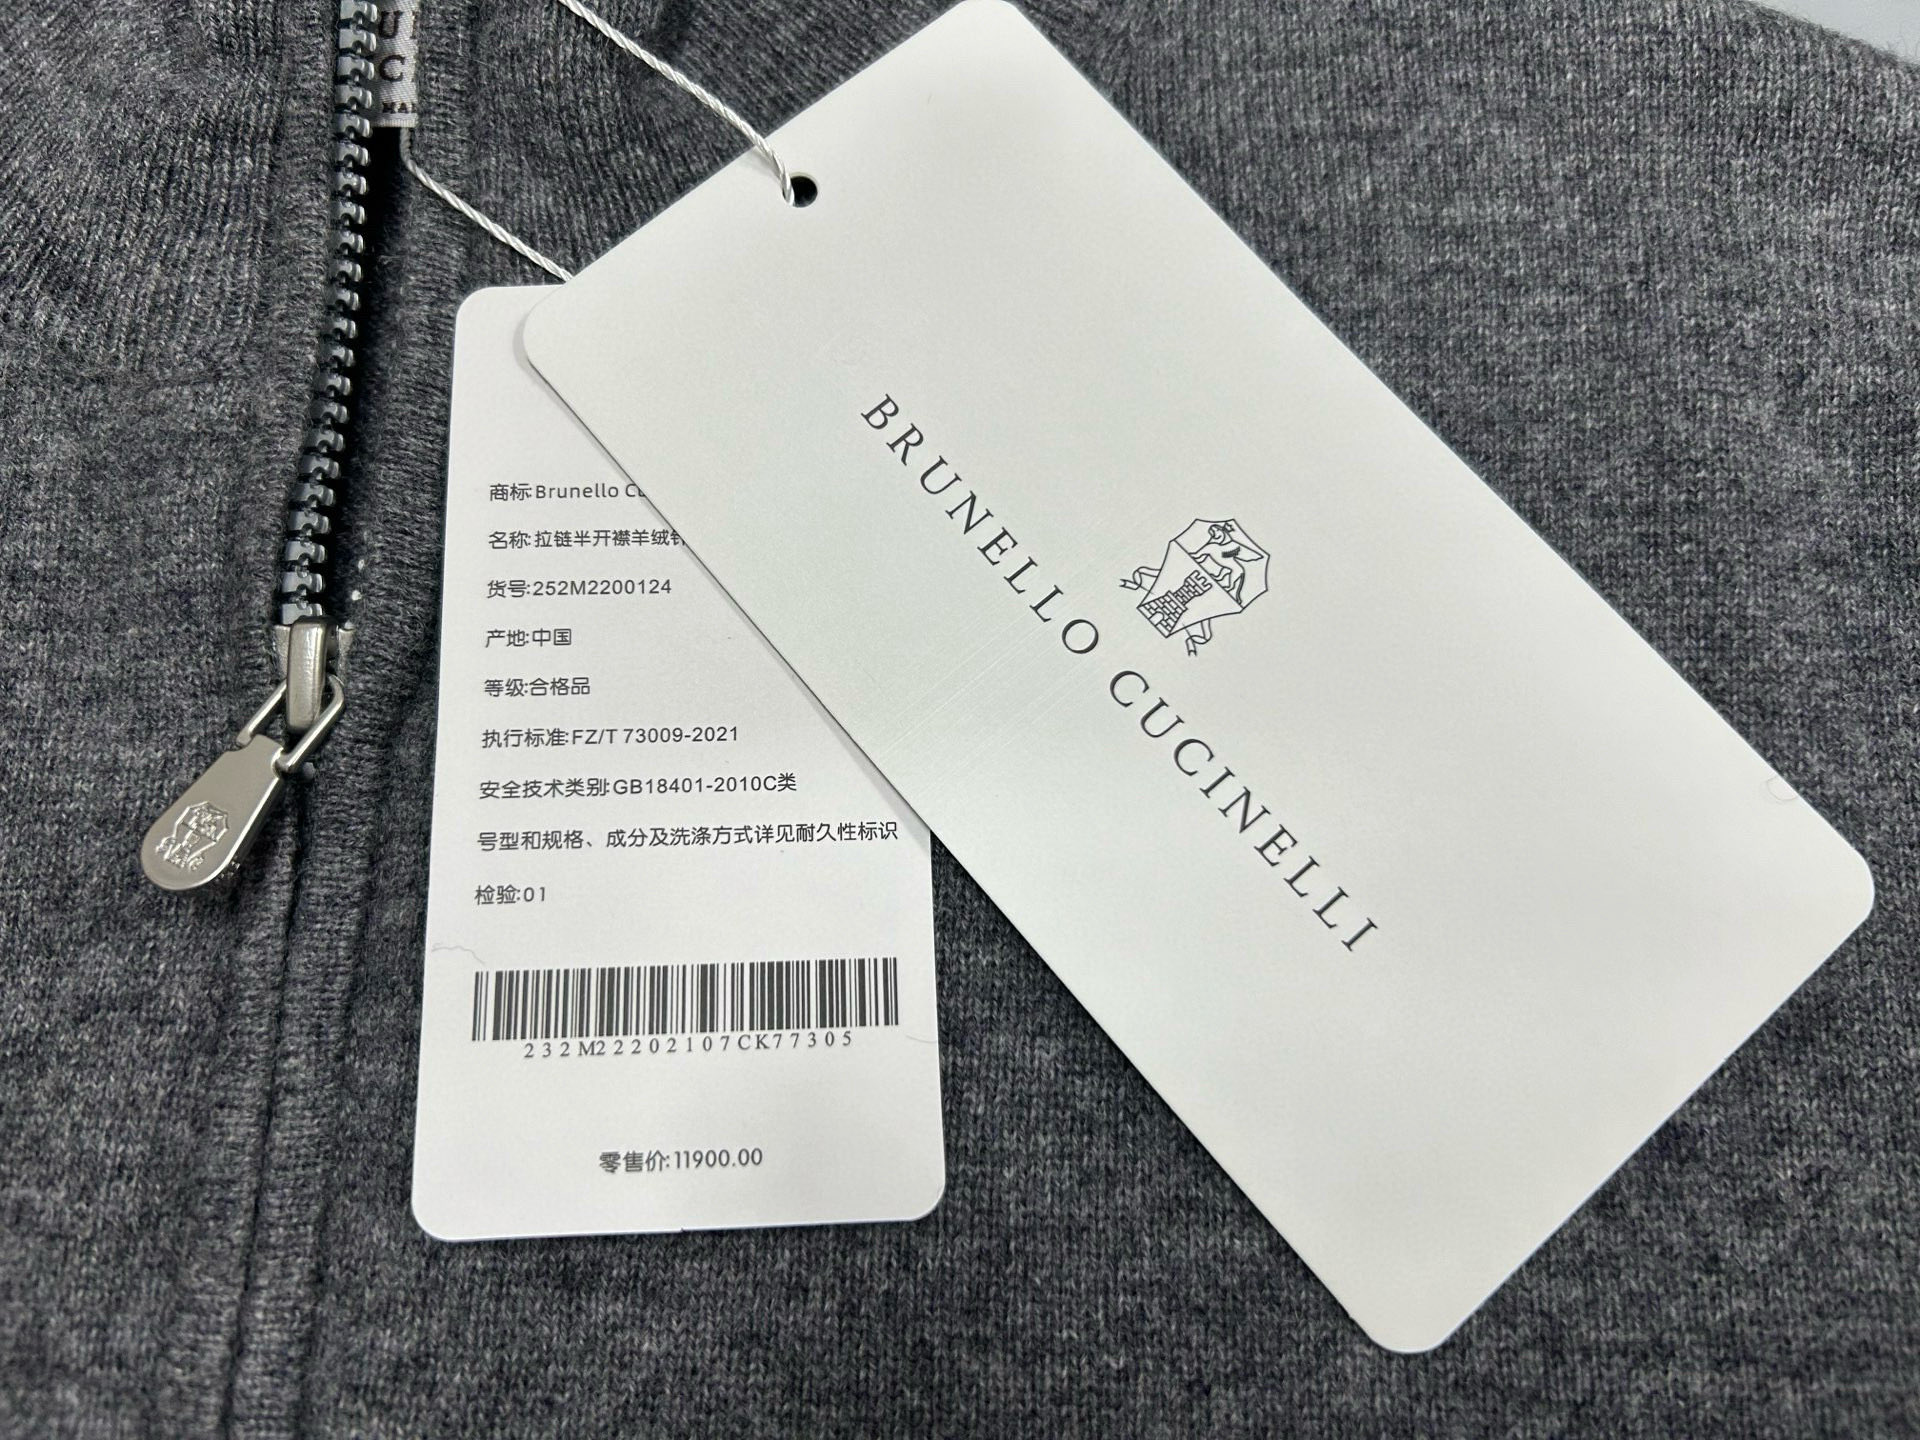 商标:Brunello
名称:拉链半开襟羊绒
货号:252M2200124
产地:中国
等级:合格品
执行标准:FZ/T 73009-2021
安全技术类别:GB18401-2010C类
号型和规格、成分及洗涤方式详见耐久性标识
检验:01
232M22202107CK77305
零售价:11900.00
BRUNELLO CUCINELLI